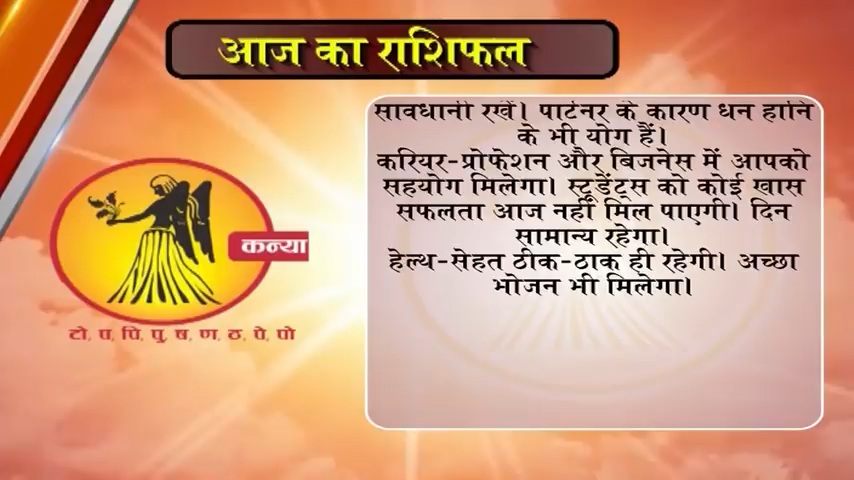 आज का राशिफल
सावधानी रखें। पार्टनर के कारण धन हानि
के भी योग हैं।
करियर-प्रोफेशन और बिजनेस में आपको
सहयोग मिलेगा। स्टूडेंट्स को कोई खास
सफलता आज नहीं मिल पाएगी। दिन
सामान्य रहेगा।
हेल्थ-सेहत ठीक-ठाक ही रहेगी। अच्छा
भोजन भी मिलेगा।
कन्या
टो, प, पि, पु, ष, ण, ठ, पे, पो